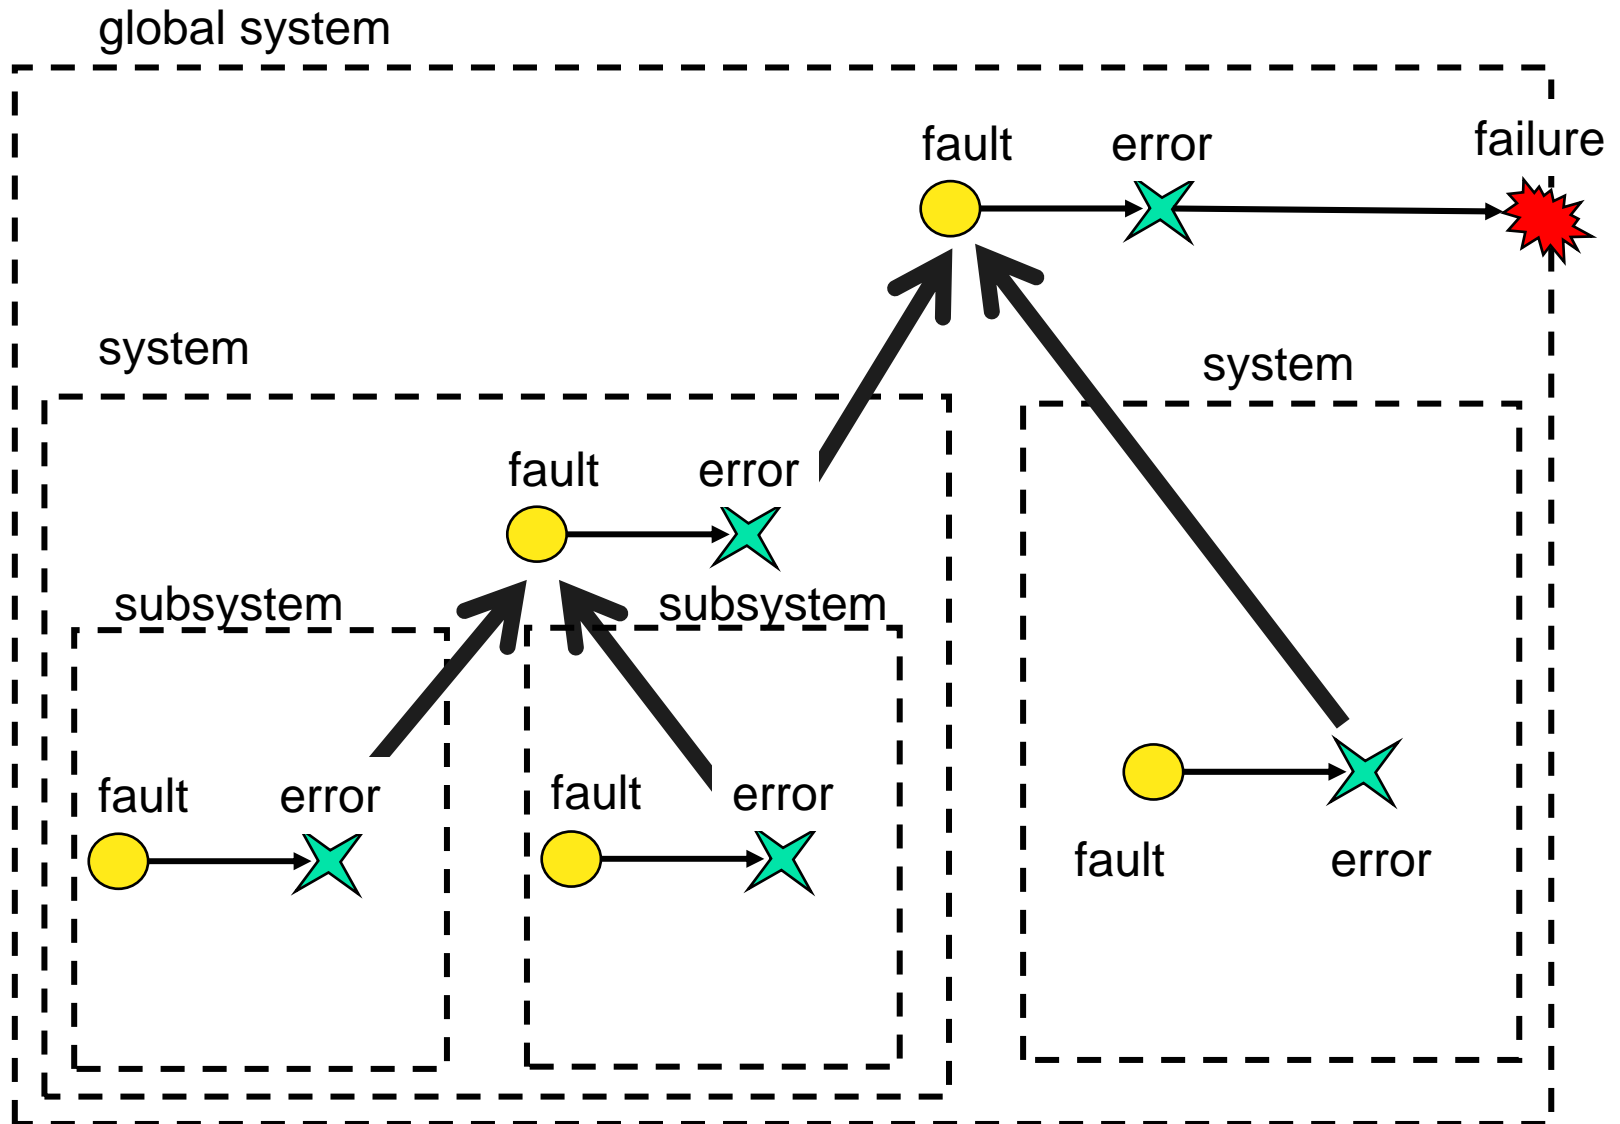 global system
fault error failure
system
system
fault error
subsystem subsystem
fault error fault error
fault error